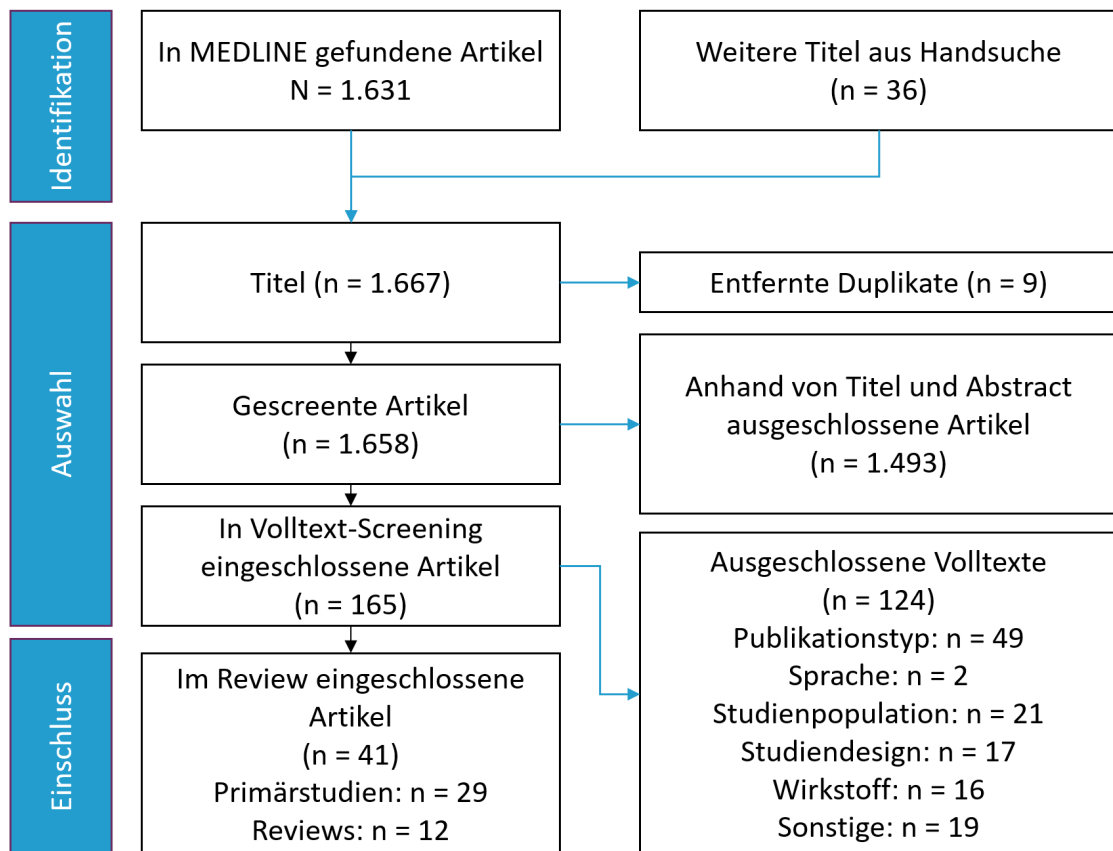 Identifikation
In MEDLINE gefundene Artikel
N = 1.631
Weitere Titel aus Handsuche
(n = 36)
Auswahl
Titel (n = 1.667)
Entfernte Duplikate (n = 9)
Gescreente Artikel
(n = 1.658)
Anhand von Titel und Abstract
ausgeschlossene Artikel
(n = 1.493)
In Volltext-Screening
eingeschlossene Artikel
(n = 165)
Ausgeschlossene Volltexte
(n = 124)
Publikationstyp: n = 49
Sprache: n = 2
Studienpopulation: n = 21
Studiendesign: n = 17
Wirkstoff: n = 16
Sonstige: n = 19
Einschluss
Im Review eingeschlossene
Artikel
(n = 41)
Primärstudien: n = 29
Reviews: n = 12